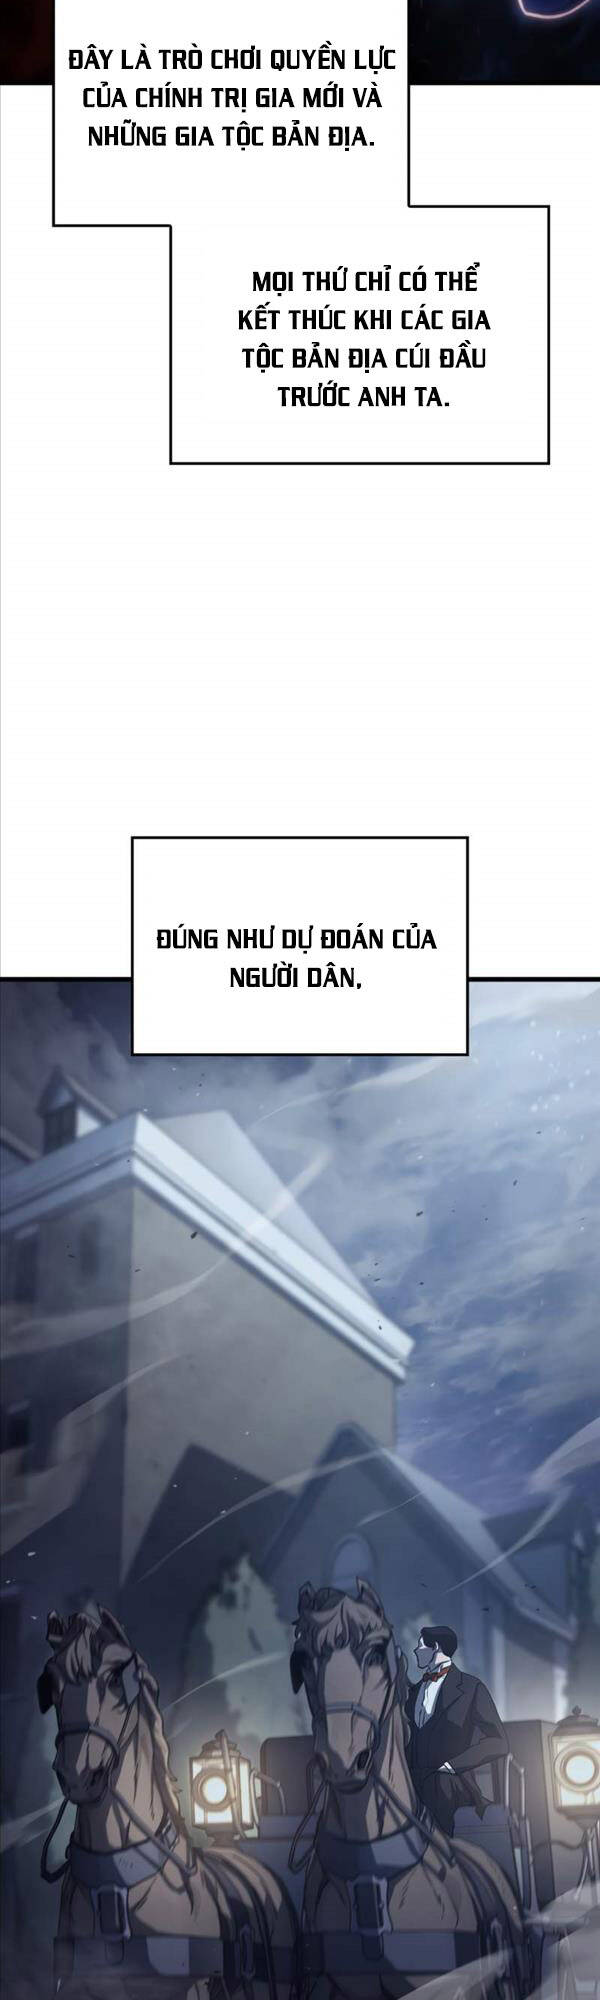 ĐÂY LÀ TRÒ CHƠI QUYỀN LỰC
CỦA CHÍNH TRỊ GIA MỚI VÀ
NHỮNG GIA TỘC BẢN ĐỊA.
MỌI THỨ CHỈ CÓ THỂ
KẾT THÚC KHI CÁC GIA
TỘC BẢN ĐỊA CÚI ĐẦU
TRƯỚC ANH TA.
ĐÚNG NHƯ DỰ ĐOÁN CỦA
NGƯỜI DÂN,